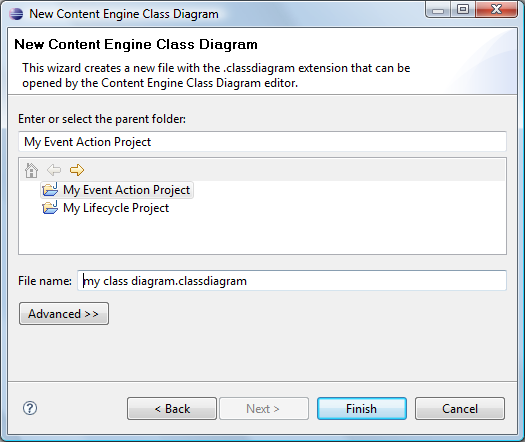 New Content Engine Class Diagram
New Content Engine Class Diagram
This wizard creates a new file with the .classdiagram extension that can be
opened by the Content Engine Class Diagram editor.
Enter or select the parent folder:
My Event Action Project
My Event Action Project
My Lifecycle Project
File name: my class diagram.classdiagram
Advanced >>
? < Back Next > Finish Cancel